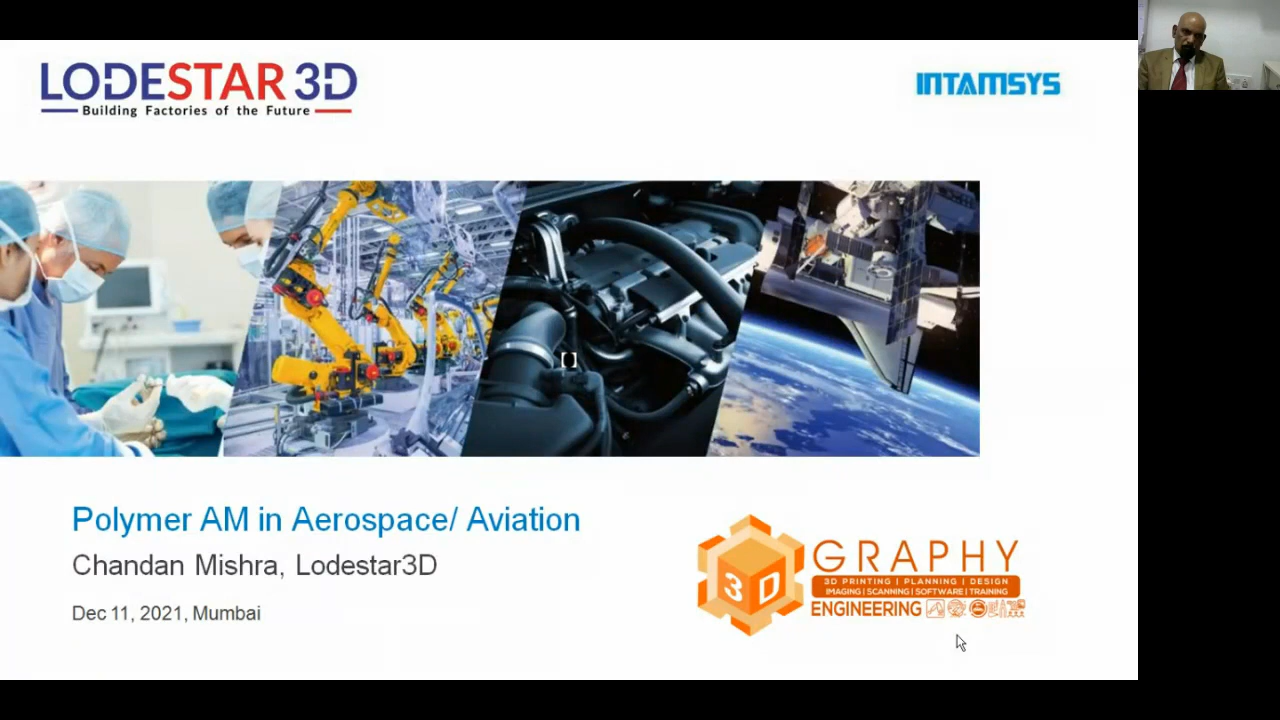 LODESTAR 3D
Building Factories of the Future
INTAMSYS
Polymer AM in Aerospace/ Aviation
Chandan Mishra, Lodestar3D
Dec 11, 2021, Mumbai
3D
GRAPHY
3D PRINTING | PLANNING | DESIGN
IMAGING | SCANNING | SOFTWARE | TRAINING
ENGINEERING